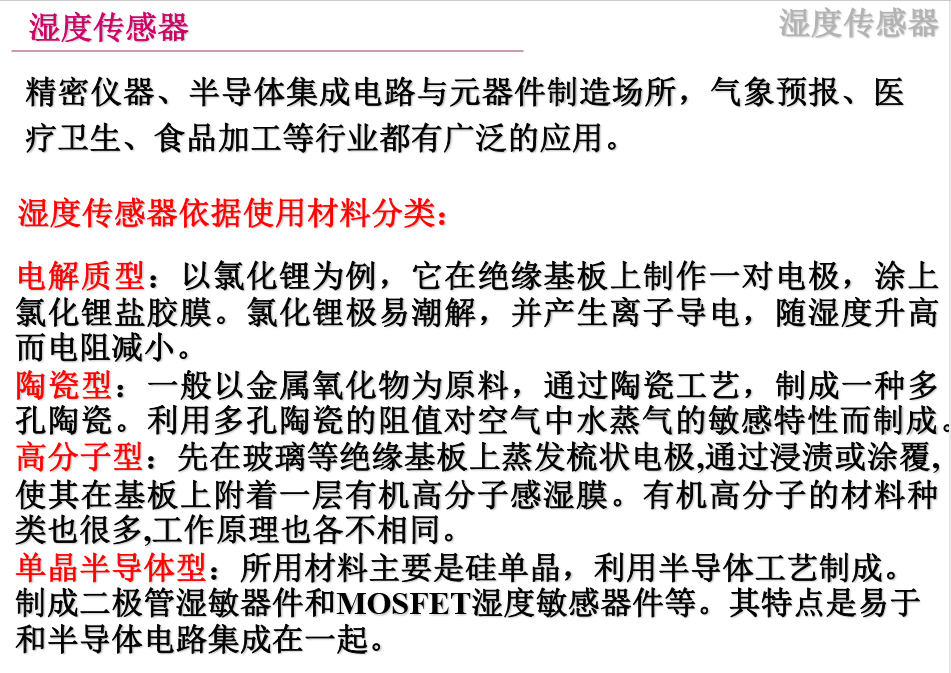 湿度传感器
湿度传感器
精密仪器、半导体集成电路与元器件制造场所，气象预报、医
疗卫生、食品加工等行业都有广泛的应用。
湿度传感器依据使用材料分类：
电解质型：以氯化锂为例，它在绝缘基板上制作一对电极，涂上
氯化锂盐胶膜。氯化锂极易潮解，并产生离子导电，随湿度升高
而电阻减小。
陶瓷型：一般以金属氧化物为原料，通过陶瓷工艺，制成一种多
孔陶瓷。利用多孔陶瓷的阻值对空气中水蒸气的敏感特性而制成。
高分子型：先在玻璃等绝缘基板上蒸发梳状电极,通过浸渍或涂覆,
使其在基板上附着一层有机高分子感湿膜。有机高分子的材料种
类也很多,工作原理也各不相同。
单晶半导体型：所用材料主要是硅单晶，利用半导体工艺制成。
制成二极管湿敏器件和MOSFET湿度敏感器件等。其特点是易于
和半导体电路集成在一起。